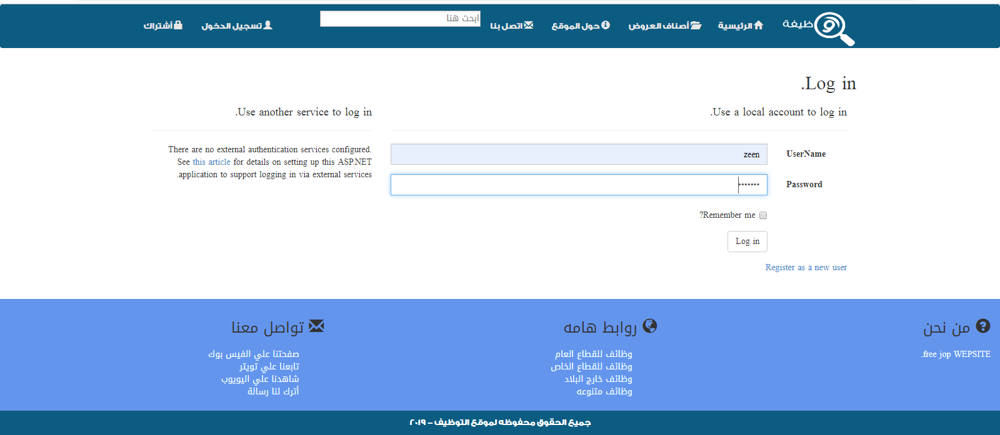 وظيفة
الرئيسية
أصناف العروض
حول الموقع
اتصل بنا
ابحث هنا
تسجيل الدخول
أشتراك
.Log in
.Use a local account to log in
UserName
zeen
Password
•••••••
?Remember me
Log in
Register as a new user
.Use another service to log in
There are no external authentication services configured.
See this article for details on setting up this ASP.NET
.application to support logging in via external services
من نحن
.free jop WEPSITE
روابط هامه
وظائف للقطاع العام
وظائف للقطاع الخاص
وظائف خارج البلاد
وظائف متنوعه
تواصل معنا
صفحتنا علي الفيس بوك
تابعنا علي تويتر
شاهدنا علي اليويوب
أترك لنا رسالة
جميع الحقوق محفوظه لموقع التوظيف - ٢٠١٩